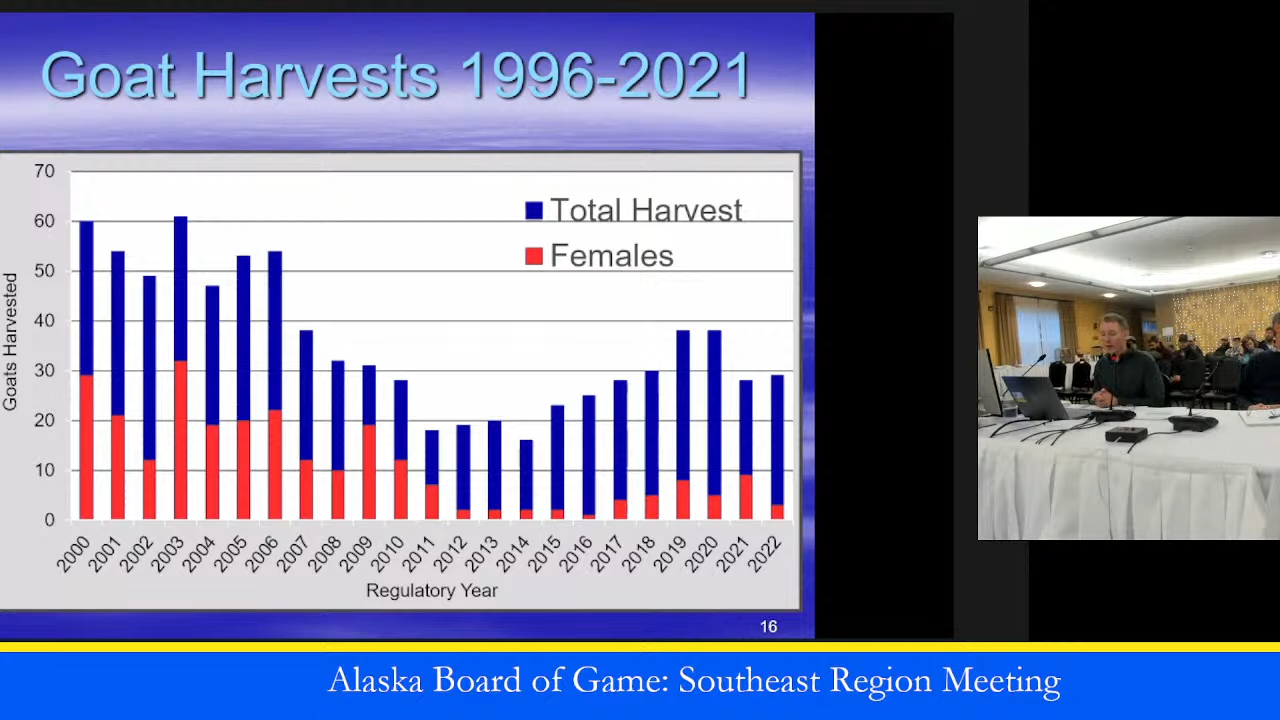 Goat Harvests 1996-2021
70
60
50
40
30
20
10
0
Goats Harvested
Total Harvest
Females
2000 2001 2002 2003 2004 2005 2006 2007 2008 2009 2010 2011 2012 2013 2014 2015 2016 2017 2018 2019 2020 2021 2022
Regulatory Year
16
Alaska Board of Game: Southeast Region Meeting